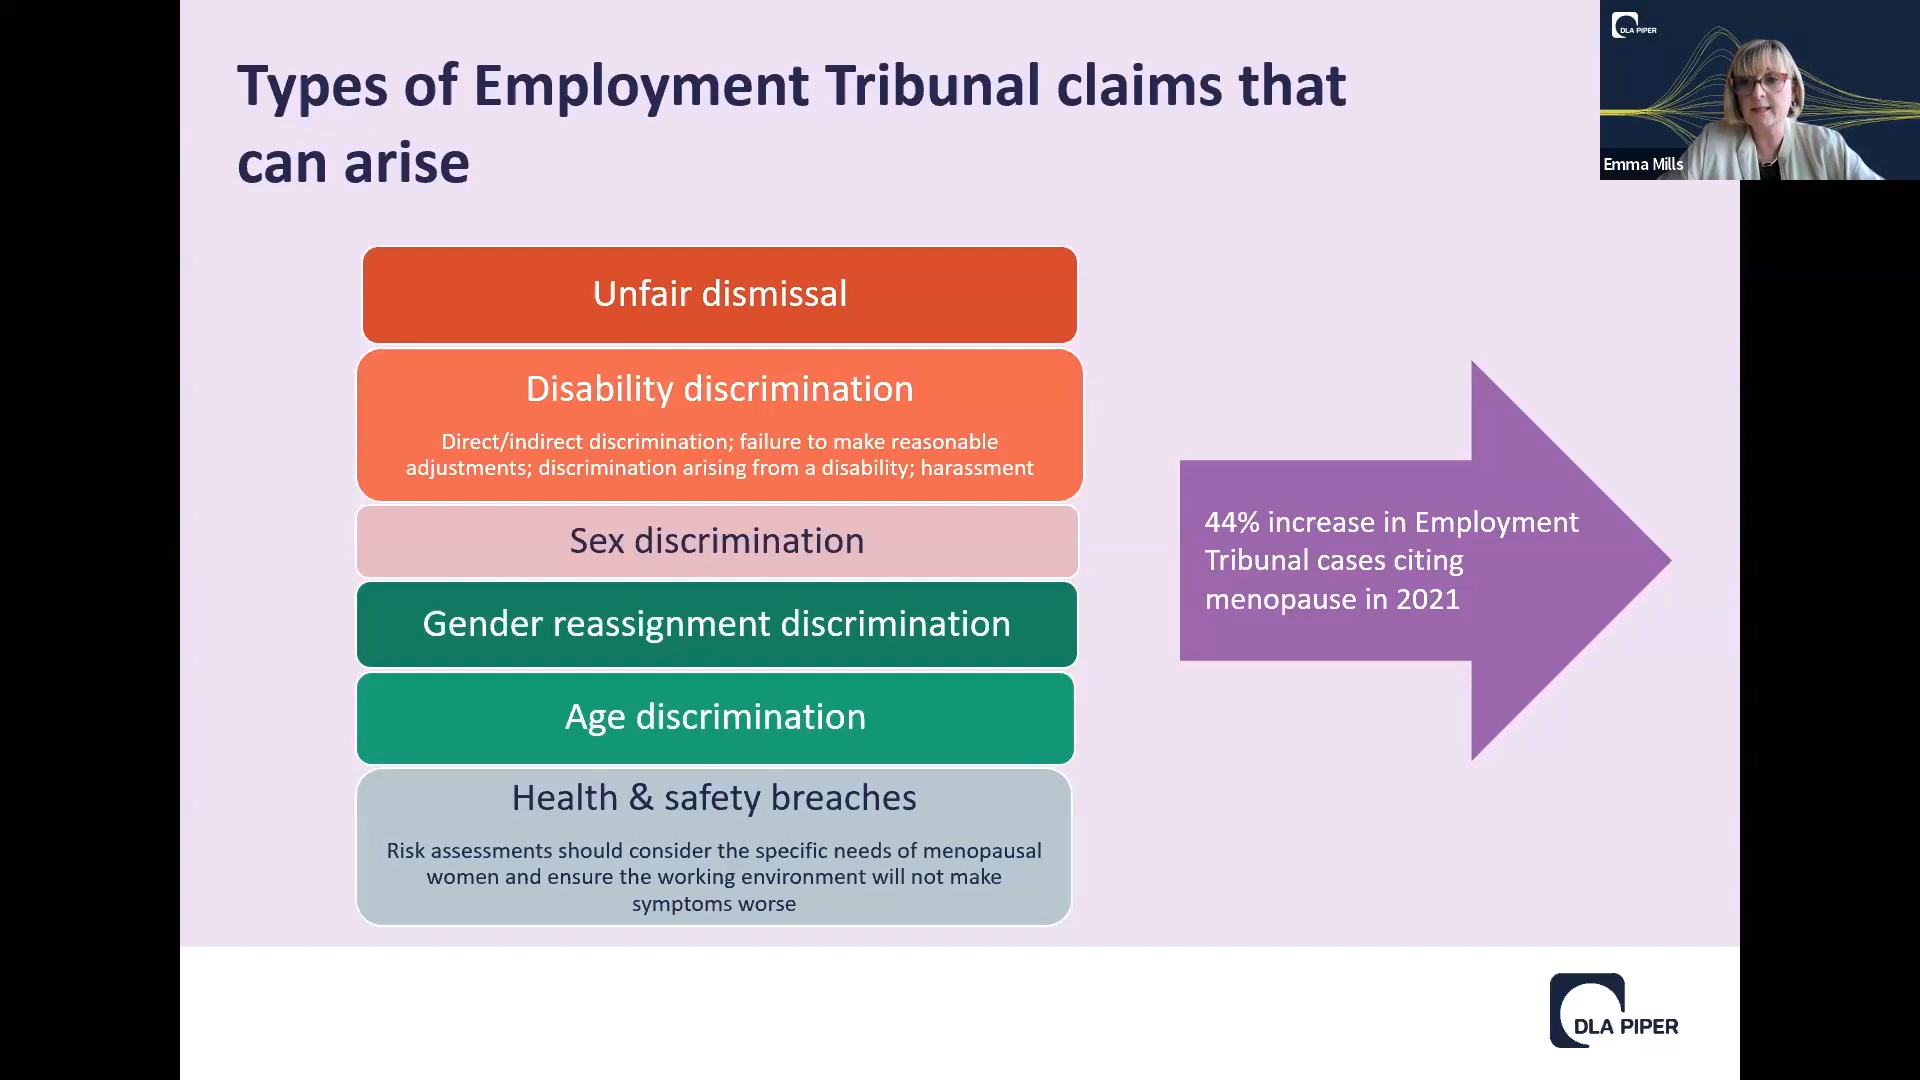 Types of Employment Tribunal claims that
can arise
DLA PIPER
Emma Mills
Unfair dismissal
Disability discrimination
Direct/indirect discrimination; failure to make reasonable
adjustments; discrimination arising from a disability; harassment
Sex discrimination
Gender reassignment discrimination
Age discrimination
Health & safety breaches
Risk assessments should consider the specific needs of menopausal
women and ensure the working environment will not make
symptoms worse
44% increase in Employment
Tribunal cases citing
menopause in 2021
DLA PIPER